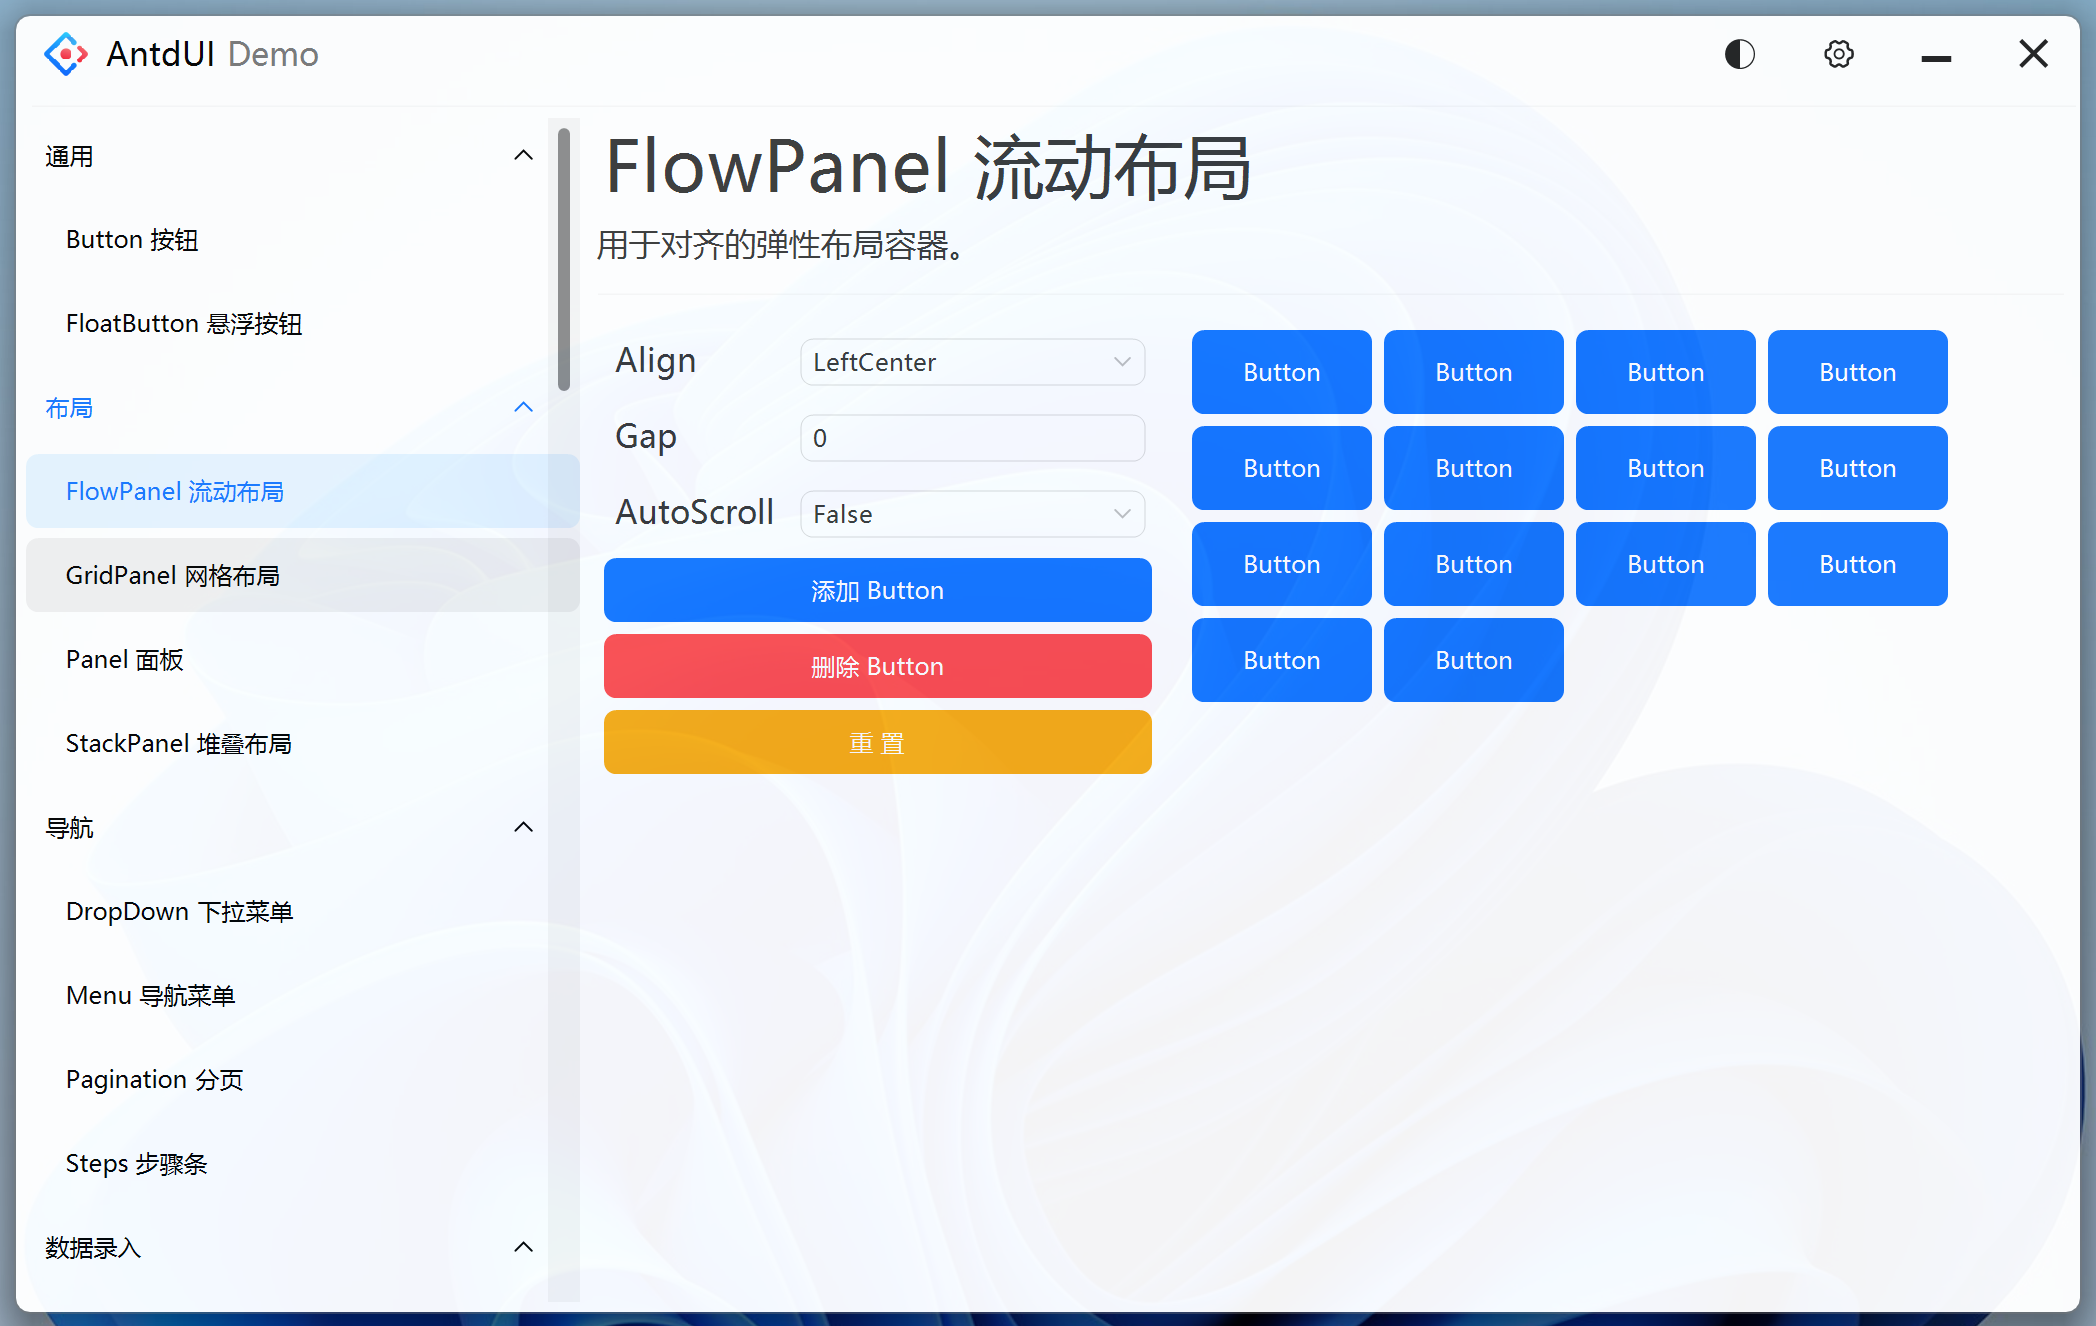 AntdUI Demo
通用
Button 按钮
FloatButton 悬浮按钮
布局
FlowPanel 流动布局
GridPanel 网格布局
Panel 面板
StackPanel 堆叠布局
导航
DropDown 下拉菜单
Menu 导航菜单
Pagination 分页
Steps 步骤条
数据录入
FlowPanel 流动布局
用于对齐的弹性布局容器。
Align LeftCenter
Gap 0
AutoScroll False
添加 Button
删除 Button
重 置
Button Button Button Button
Button Button Button Button
Button Button Button Button
Button Button